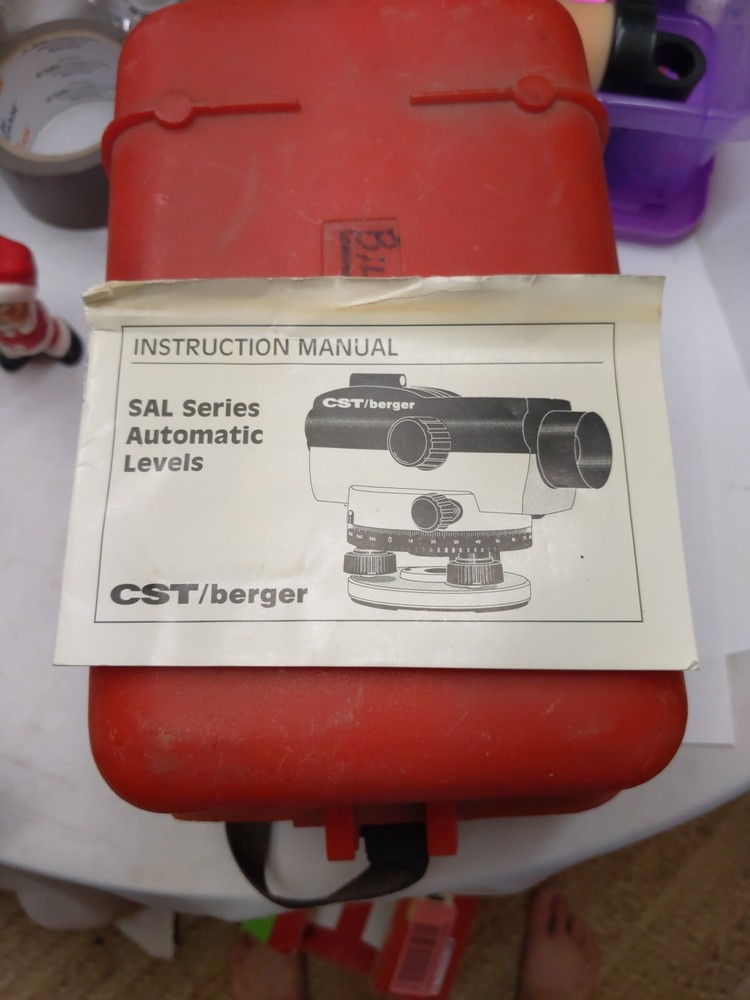 INSTRUCTION MANUAL
SAL Series
Automatic
Levels
CST/berger
CST/berger